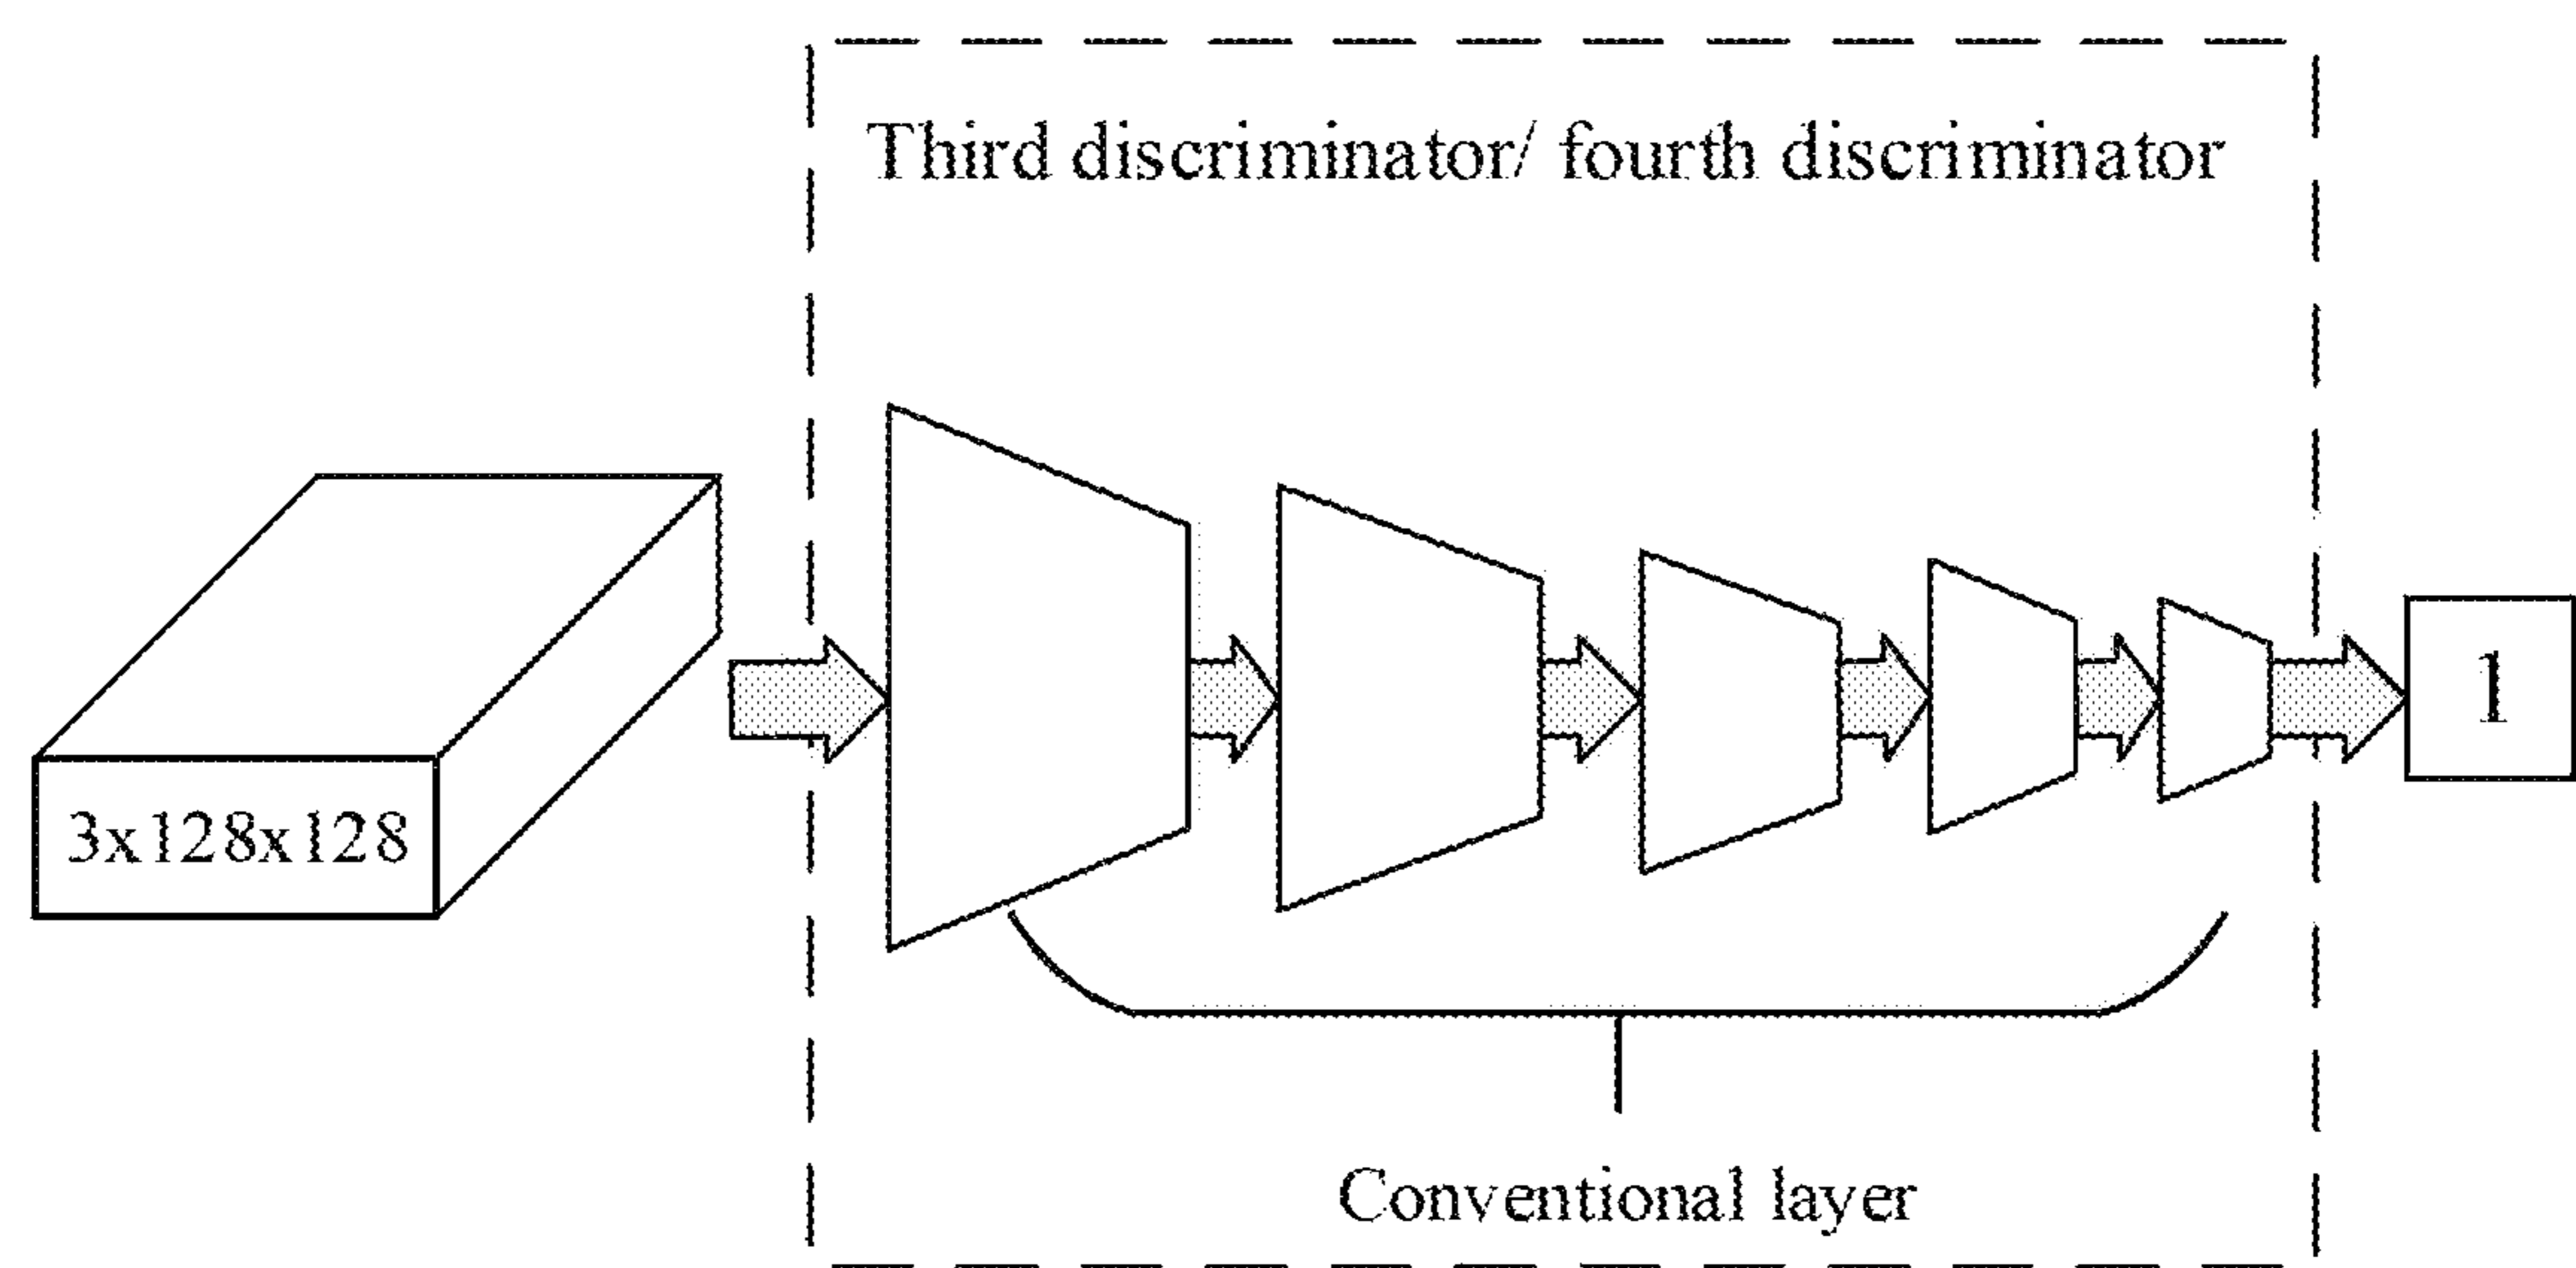 Third discriminator/ fourth discriminator
3x128x128
1
Conventional layer